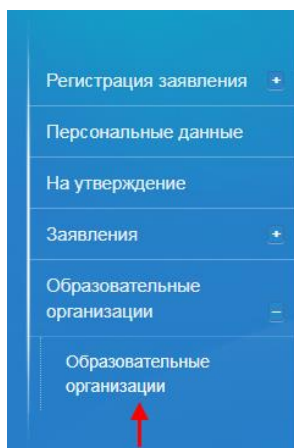 Регистрация заявления
Персональные данные
На утверждение
Заявления
Образовательные
организации
Образовательные
организации